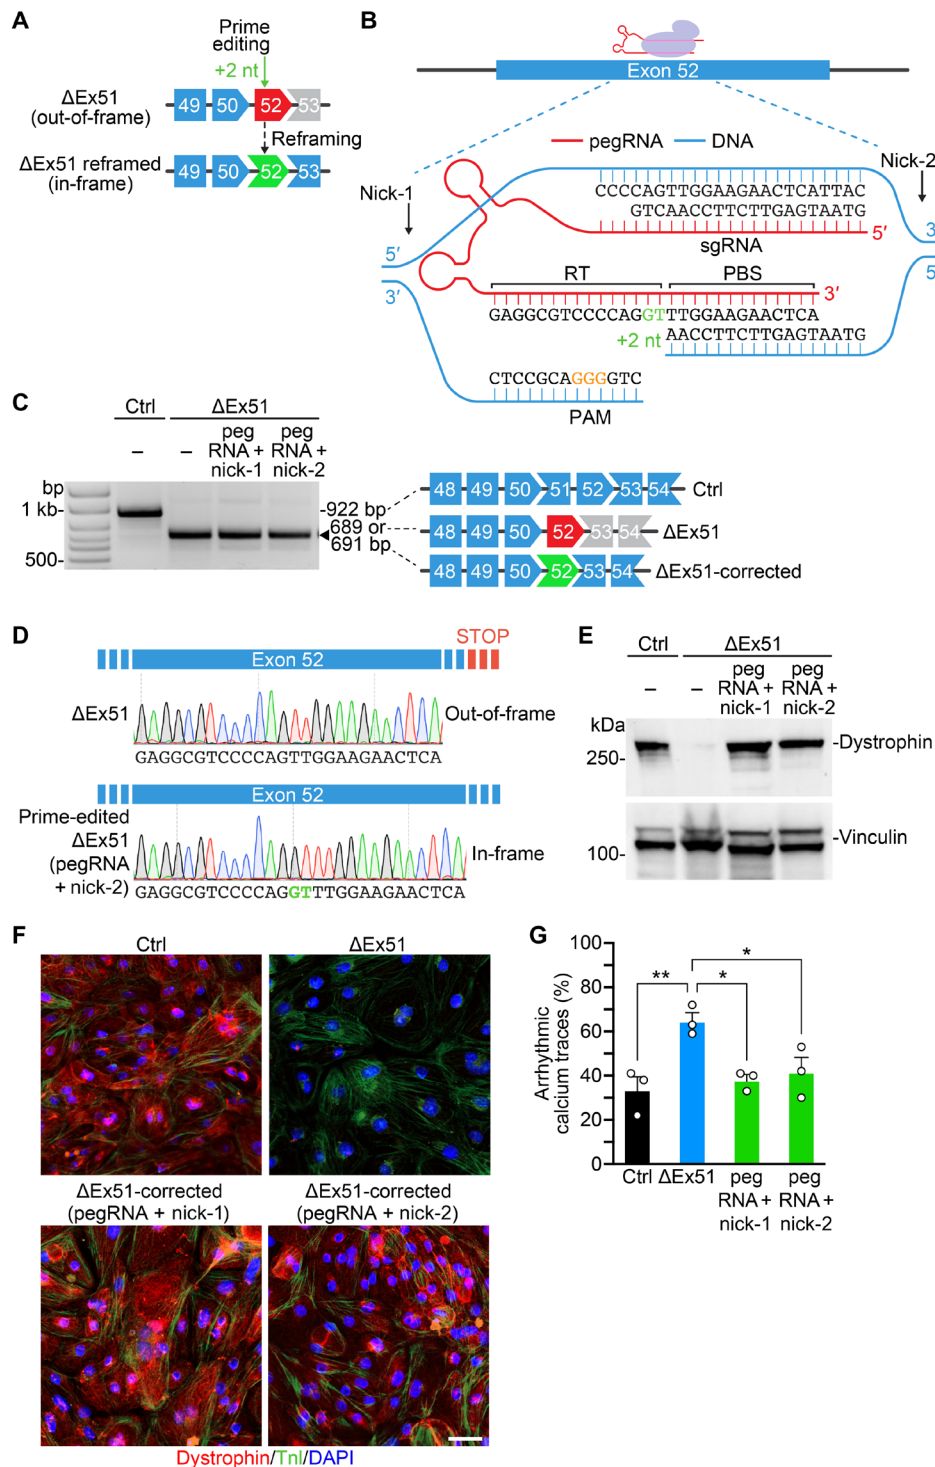 A
Prime
editing
+2 nt
ΔEx51
(out-of-frame)
49 50 52 53
Reframing
ΔEx51 reframed
(in-frame)
49 50 52 53
B
Exon 52
pegRNA DNA
Nick-1
Nick-2
CCCCAGTTGGAAGAACTCATTAC
GTCAACCTTCTTGAGTAATG
5′
sgRNA
5′
3′
3′
5′
RT PBS
3′
GAGGCGTCCCCAGGTTTGGAAGAACTCA
+2 nt
AACCTTCTTGAGTAATG
CTCCGCAGGGGTC
PAM
C
Ctrl ΔEx51
peg
RNA +
nick-1
peg
RNA +
nick-2
– –
bp
1 kb-
500-
-922 bp
689 or
691 bp
48 49 50 51 52 53 54 Ctrl
48 49 50 52 53 54 ΔEx51
48 49 50 52 53 54 ΔEx51-corrected
D
STOP
Exon 52
ΔEx51
Out-of-frame
GAGGCGTCCCCAGTTGGAAGAACTCA
Exon 52
Prime-edited
ΔEx51
(pegRNA
+ nick-2)
In-frame
GAGGCGTCCCCAGGTTTGGAAGAACTCA
E
Ctrl ΔEx51
peg
RNA +
nick-1
peg
RNA +
nick-2
– –
kDa
250-
-Dystrophin
100-
-Vinculin
F
Ctrl
ΔEx51
ΔEx51-corrected
(pegRNA + nick-1)
ΔEx51-corrected
(pegRNA + nick-2)
Dystrophin/TnI/DAPI
G
Arrhythmic
calcium traces (%)
100
80
60
40
20
0
** * *
Ctrl
ΔEx51
peg
RNA +
nick-1
peg
RNA +
nick-2